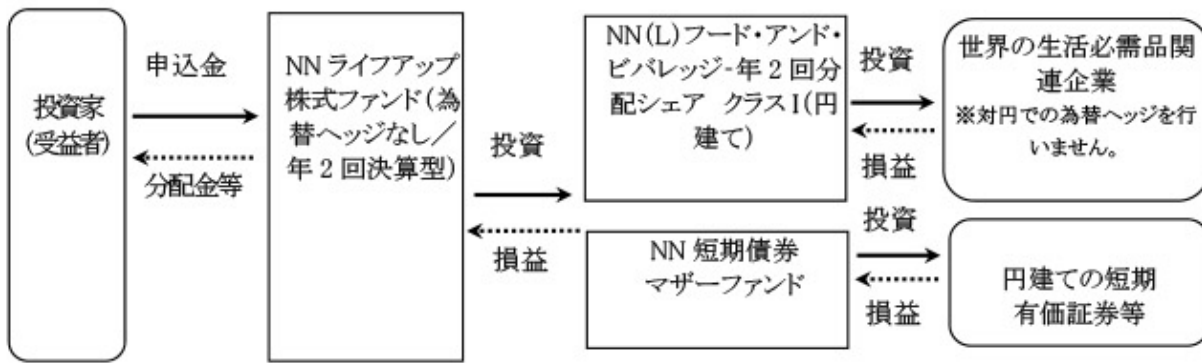 投資家
(受益者)
申込金
分配金等
NNライフアップ
株式ファンド(為
替ヘッジなし／
年2回決算型)
投資
損益
NN(L)フード・アンド・
ビバレッジ-年2回分
配シェア クラスI(円
建て)
投資
損益
世界の生活必需品関
連企業
※対円での為替ヘッジを行
いません。
NN短期債券
マザーファンド
投資
損益
円建ての短期
有価証券等